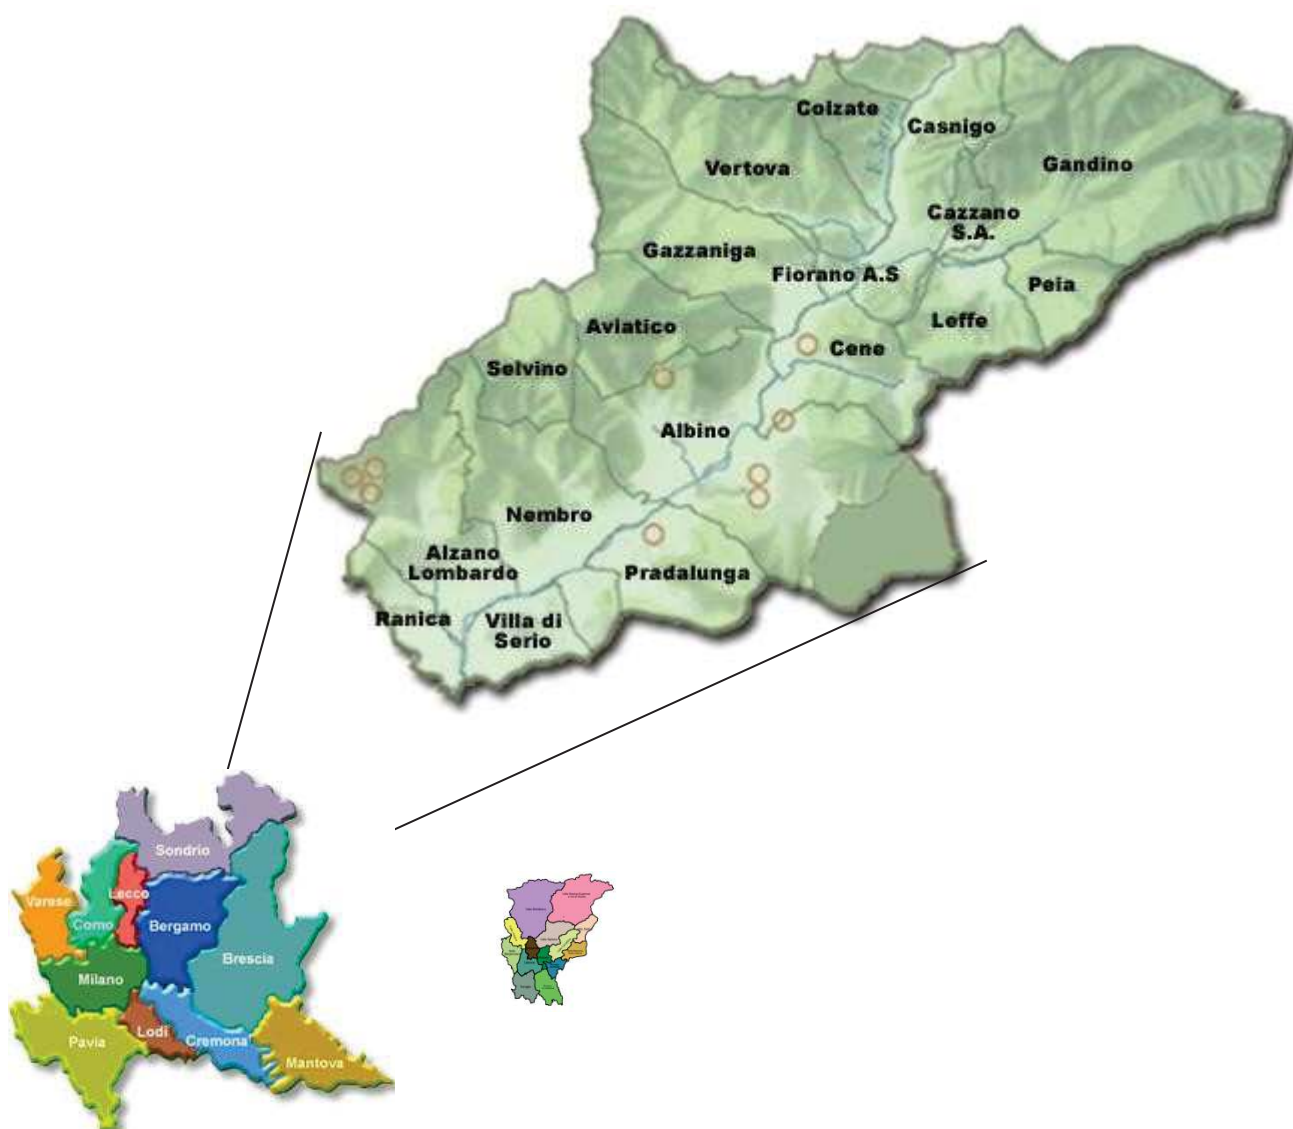 Colzate
Casnigo
F. Serio
Vertova
Gandino
Cazzano
S.A.
Gazzaniga
Fiorano A.S
Peia
Leffe
Aviatico
Cene
Selvino
Albino
Nembro
Alzano
Lombardo
Pradalunga
Ranica
Villa di
Serio
Sondrio
Lecco
Varese
Como
Bergamo
Brescia
Milano
Lodi
Cremona
Pavia
Mantova